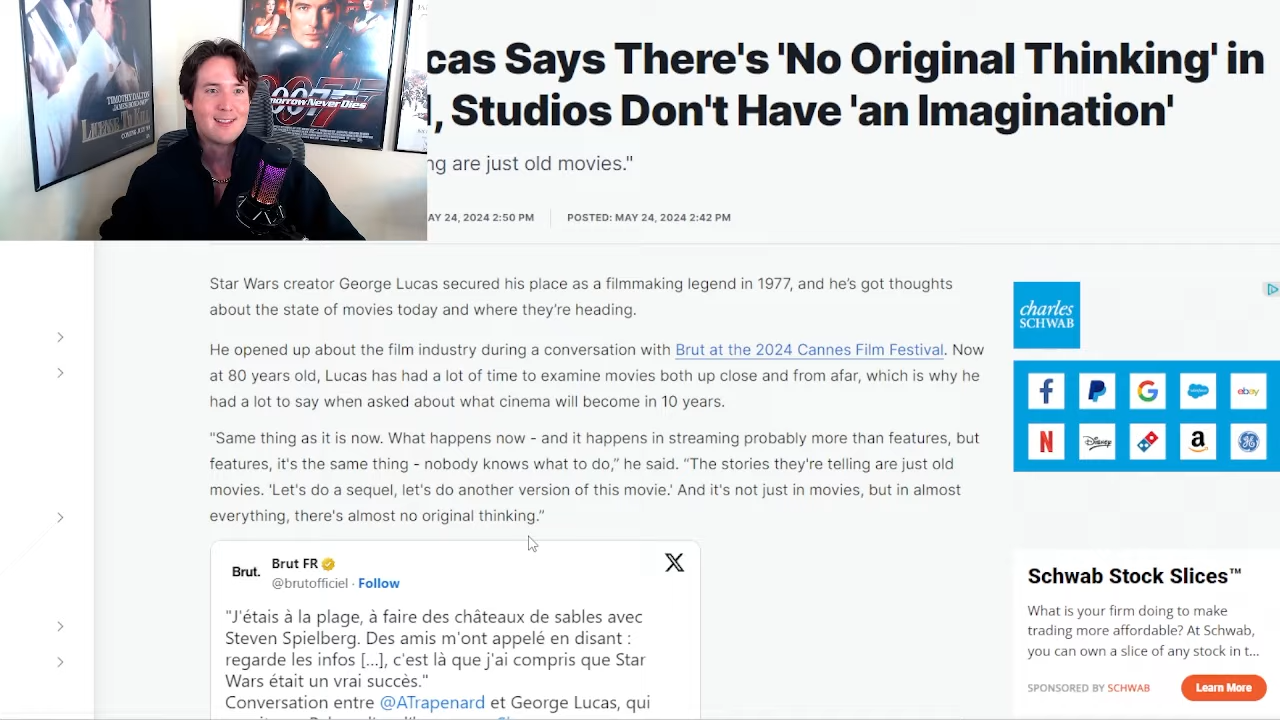 cas Says There's 'No Original Thinking' in
, Studios Don't Have 'an Imagination'
ng are just old movies."
AY 24, 2024 2:50 PM
POSTED: MAY 24, 2024 2:42 PM
TIMOTHY DALTON
JAMES BOND
LICENSE TO KILL
007
morrow Never Dies
Star Wars creator George Lucas secured his place as a filmmaking legend in 1977, and he's got thoughts
about the state of movies today and where they're heading.
He opened up about the film industry during a conversation with Brut at the 2024 Cannes Film Festival. Now
at 80 years old, Lucas has had a lot of time to examine movies both up close and from afar, which is why he
had a lot to say when asked about what cinema will become in 10 years.
"Same thing as it is now. What happens now - and it happens in streaming probably more than features, but
features, it's the same thing - nobody knows what to do,” he said. “The stories they're telling are just old
movies. 'Let's do a sequel, let's do another version of this movie.' And it's not just in movies, but in almost
everything, there's almost no original thinking.”
Brut.
Brut FR
@brutofficiel · Follow
"J'étais à la plage, à faire des châteaux de sables avec
Steven Spielberg. Des amis m'ont appelé en disant :
regarde les infos [...], c'est là que j'ai compris que Star
Wars était un vrai succès."
Conversation entre @ATrapenard et George Lucas, qui
charles
SCHWAB
ebay
Disney
Schwab Stock Slices™
What is your firm doing to make
trading more affordable? At Schwab,
you can own a slice of any stock in t...
SPONSORED BY SCHWAB
Learn More